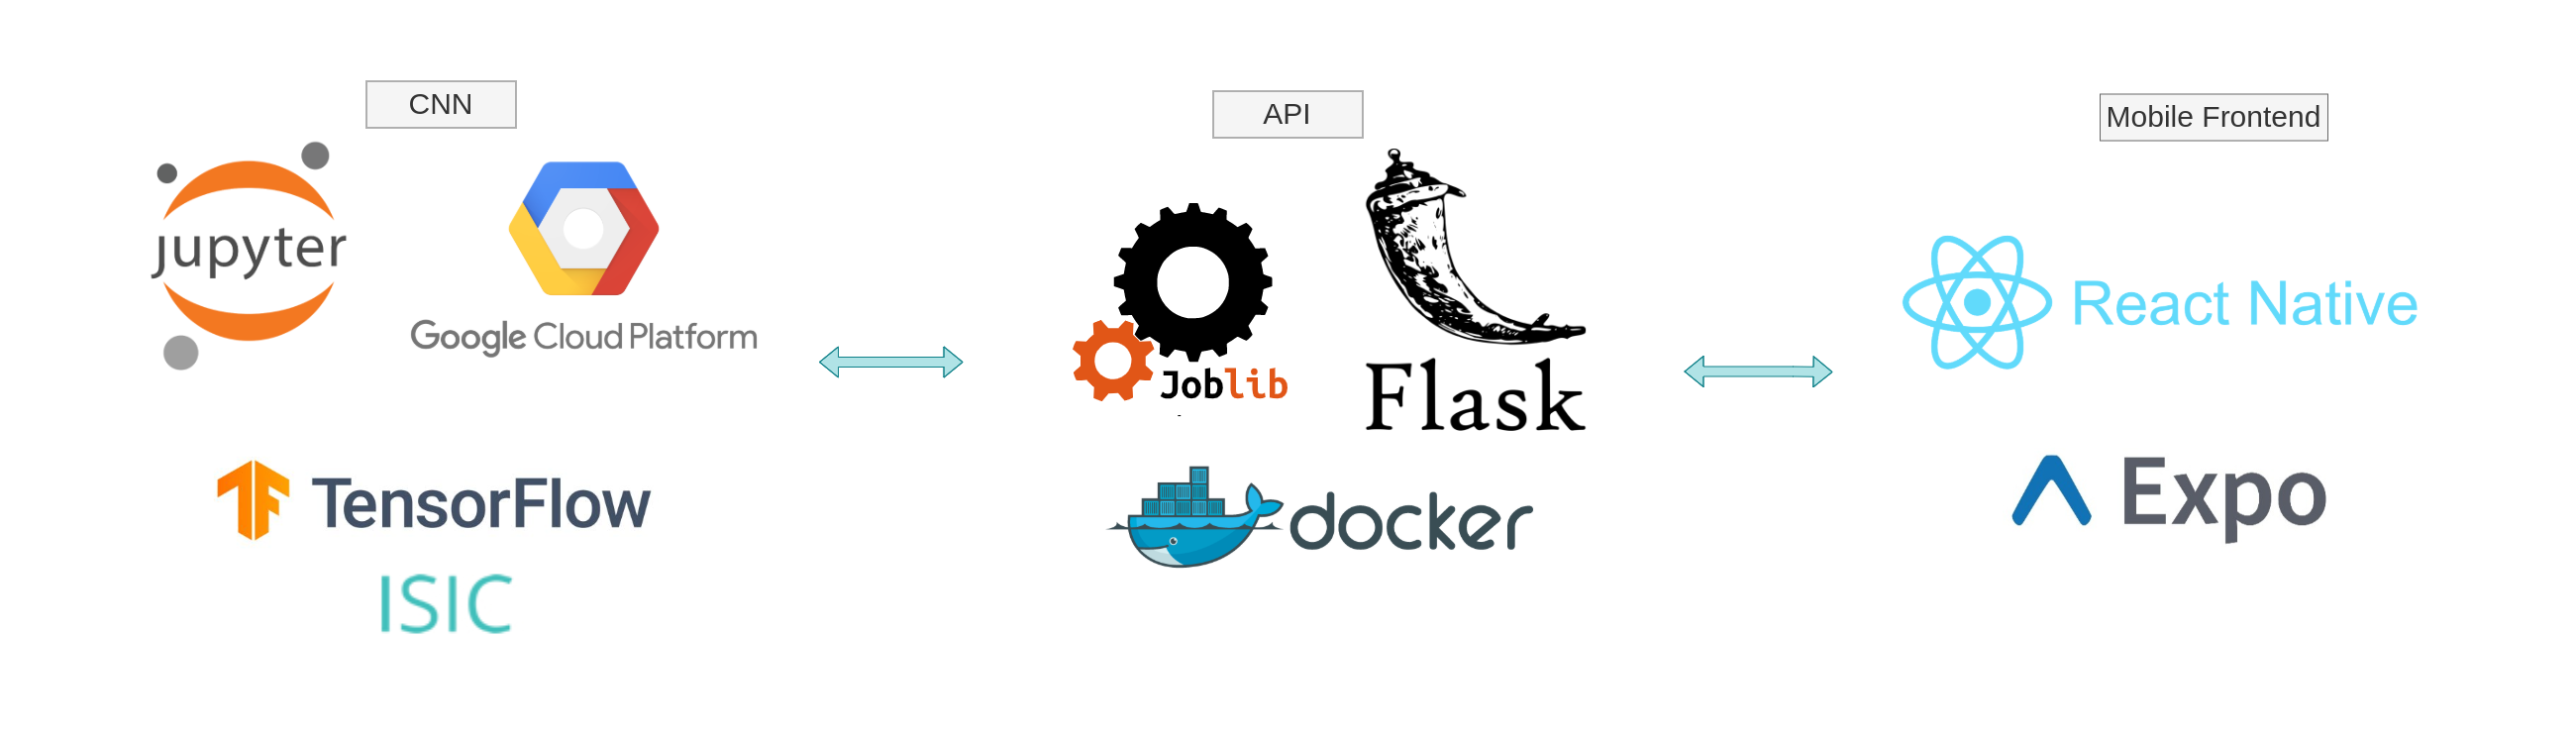 CNN
API
Mobile Frontend
jupyter
Google Cloud Platform
Joblib
Flask
React Native
TensorFlow
docker
Expo
ISIC